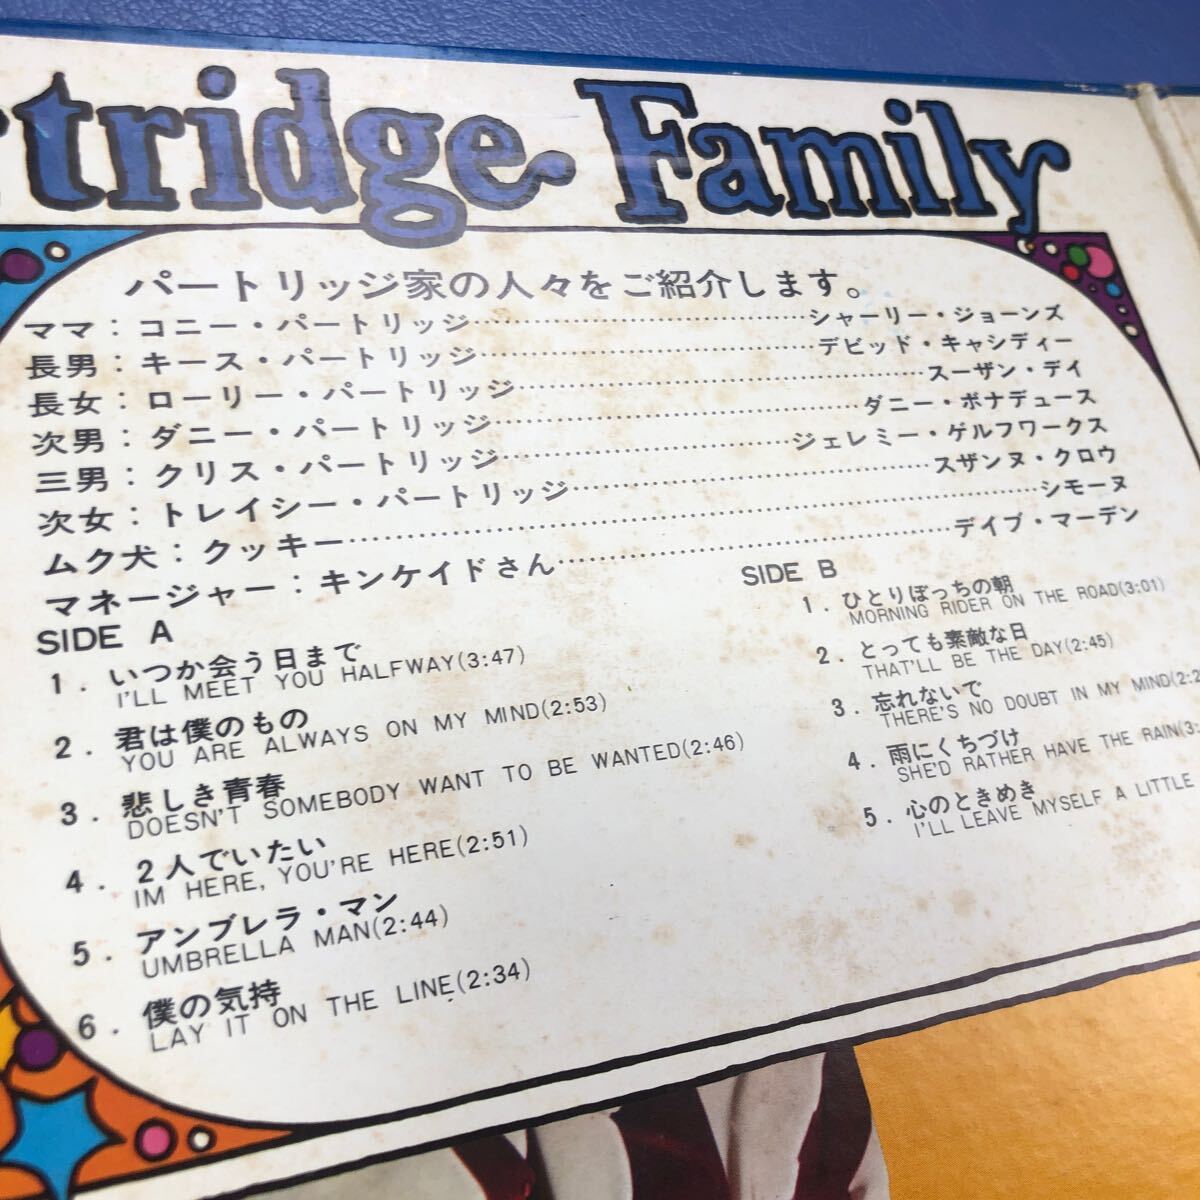 tridge Family
パートリッジ家の人々をご紹介します。
ママ：コニー・パートリッジ……………シャーリー・ジョーンズ
長男：キース・パートリッジ……………デビッド・キャシディー
長女：ローリー・パートリッジ……………スーザン・デイ
次男：ダニー・パートリッジ……………ダニー・ボナデュース
三男：クリス・パートリッジ……………ジェレミー・ゲルフワークス
次女：トレイシー・パートリッジ……………スザンヌ・クロウ
ムク犬：クッキー……………シモーヌ
マネージャー：キンケイドさん……………デイブ・マーデン
SIDE A
1. いつか会う日まで
I'LL MEET YOU HALFWAY(3:47)
2. 君は僕のもの
YOU ARE ALWAYS ON MY MIND(2:53)
3. 悲しき青春
DOESN'T SOMEBODY WANT TO BE WANTED(2:46)
4. 2人でいたい
IM HERE, YOU'RE HERE(2:51)
5. アンブレラ・マン
UMBRELLA MAN(2:44)
6. 僕の気持
LAY IT ON THE LINE(2:34)
SIDE B
1. ひとりぼっちの朝
MORNING RIDER ON THE ROAD(3:01)
2. とっても素敵な日
THAT'LL BE THE DAY(2:45)
3. 忘れないで
THERE'S NO DOUBT IN MY MIND(2:2
4. 雨にくちづけ
SHE'D RATHER HAVE THE RAIN(3:
5. 心のときめき
I'LL LEAVE MYSELF A LITTLE